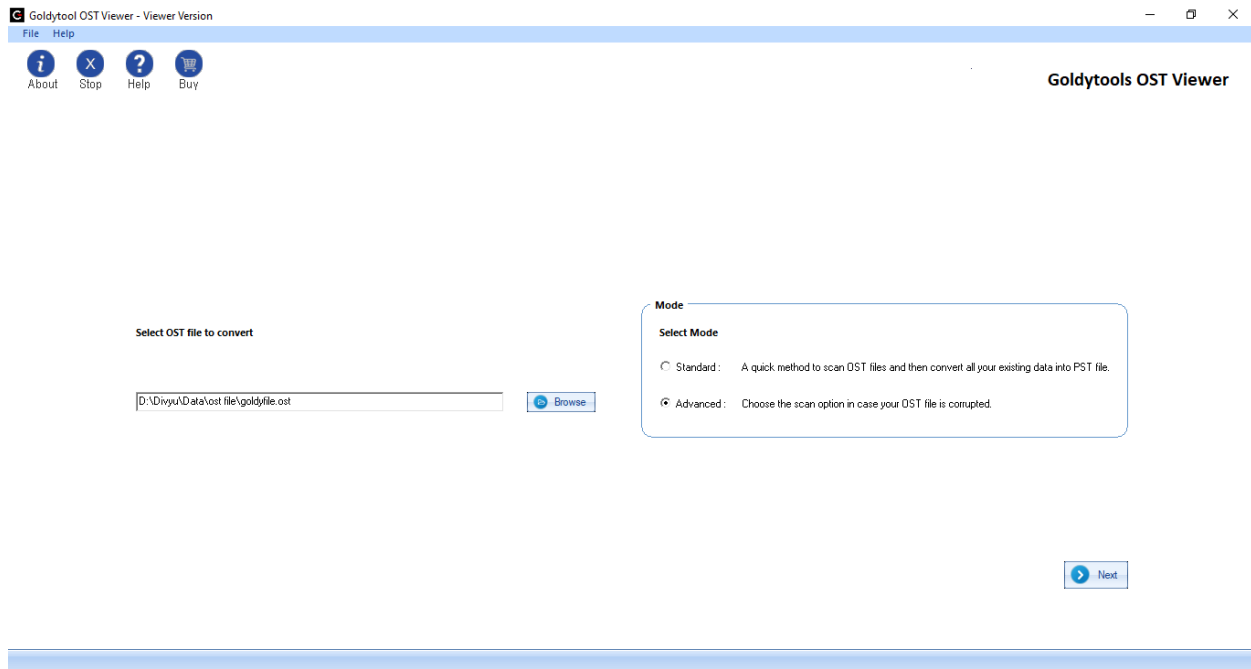 Goldytool OST Viewer - Viewer Version
File Help
About Stop Help Buy
Goldytools OST Viewer
Select OST file to convert
D:\Divyu\Data\ost file\goldyfile.ost
Browse
Mode
Select Mode
Standard : A quick method to scan OST files and then convert all your existing data into PST file.
Advanced : Choose the scan option in case your OST file is corrupted.
Next